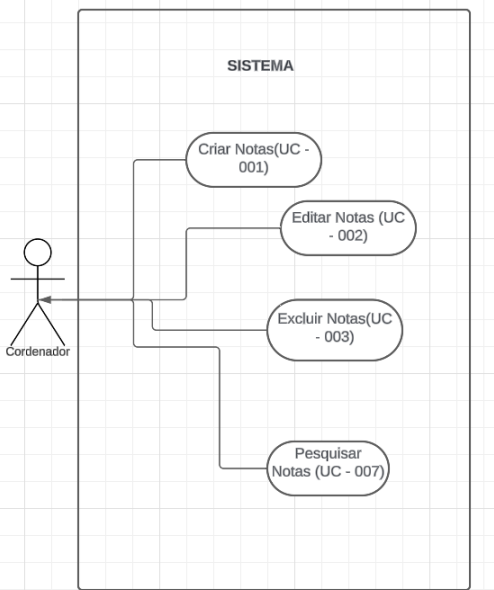 SISTEMA
Criar Notas(UC -
001)
Editar Notas (UC
- 002)
Cordenador
Excluir Notas(UC
- 003)
Pesquisar
Notas (UC - 007)